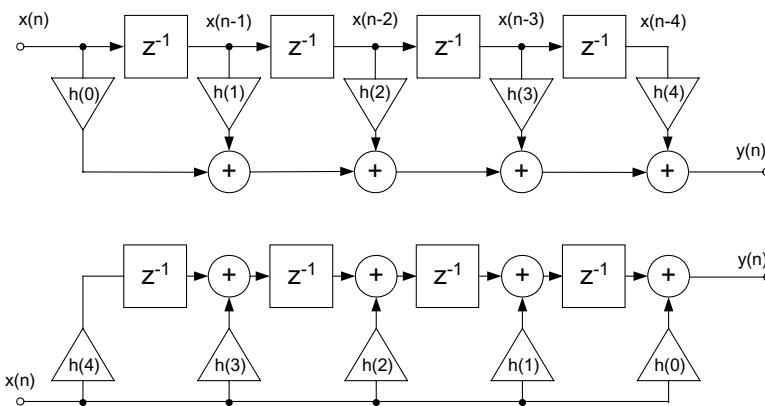 x(n) x(n-1) x(n-2) x(n-3) x(n-4)
z⁻¹ z⁻¹ z⁻¹ z⁻¹
h(0) h(1) h(2) h(3) h(4)
y(n)
+ + + +
y(n)
z⁻¹ + z⁻¹ + z⁻¹ + z⁻¹ +
h(4) h(3) h(2) h(1) h(0)
x(n)